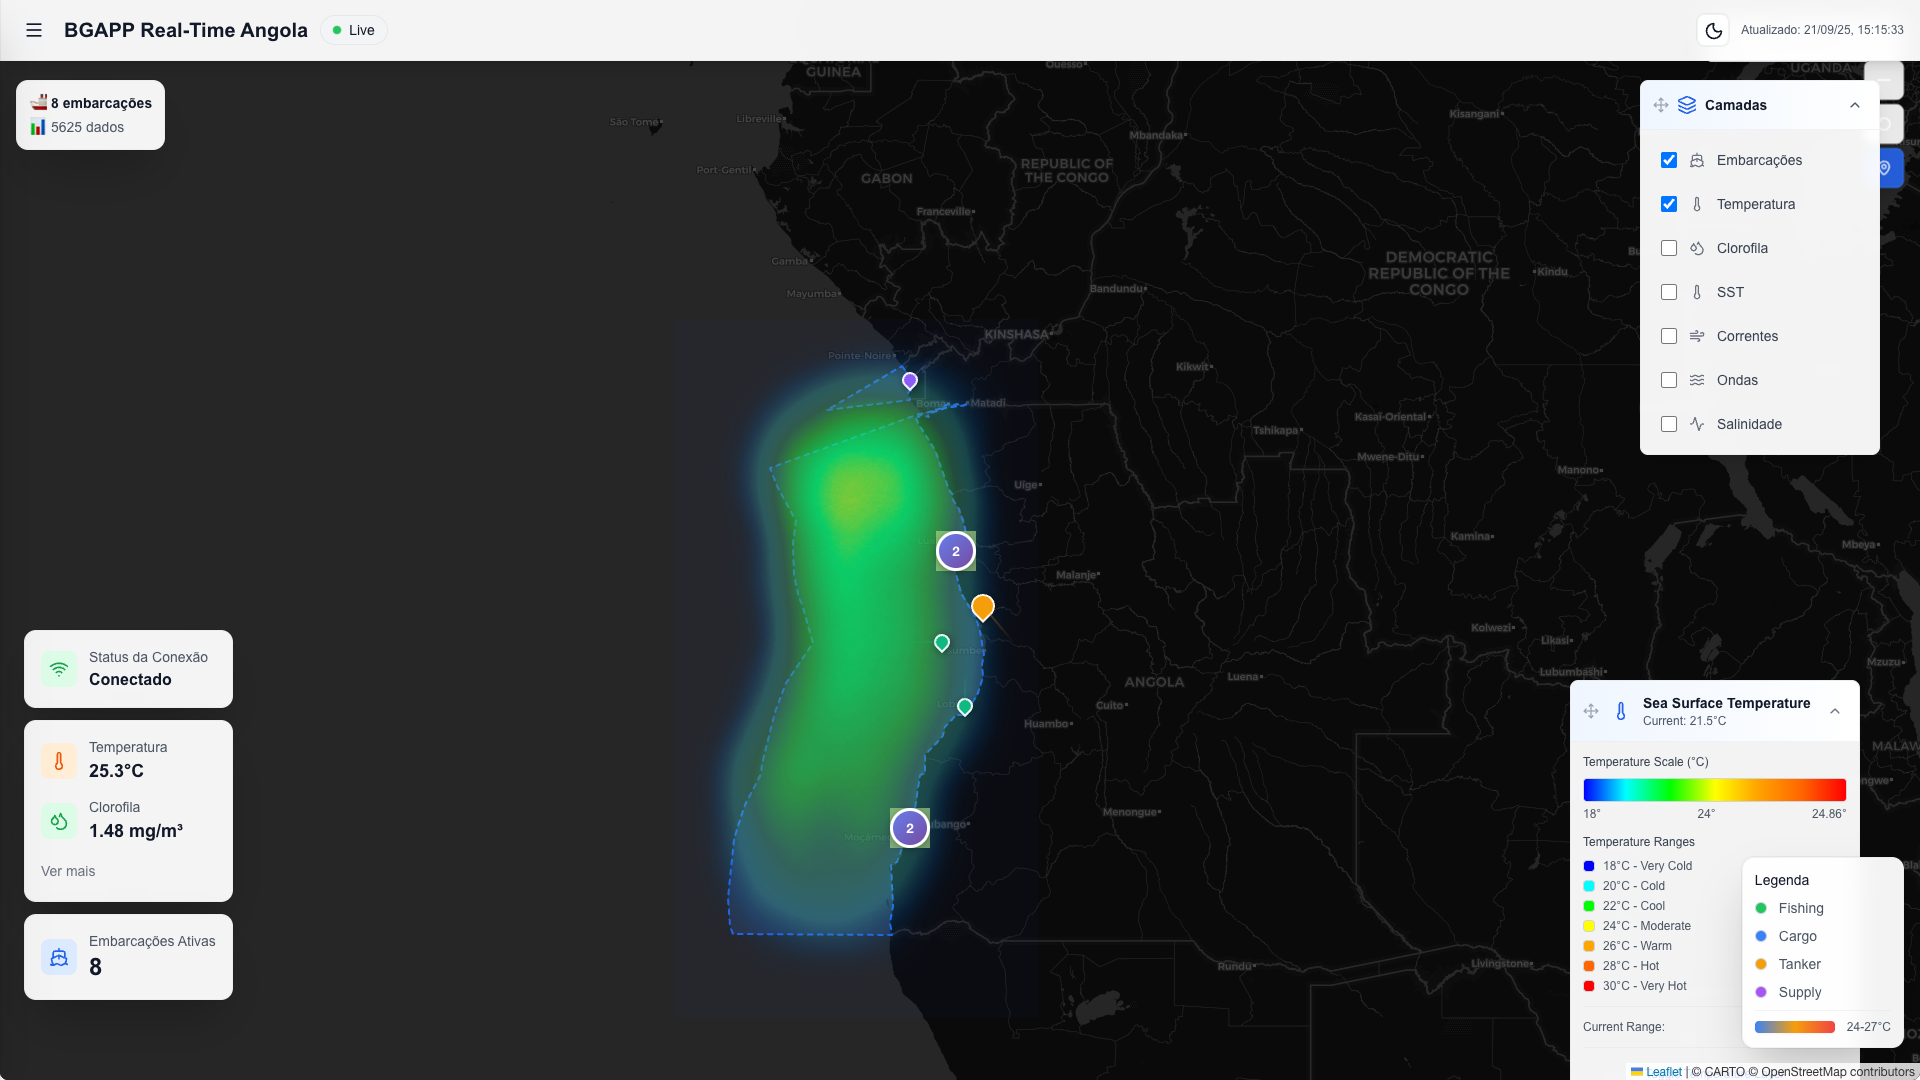 BGAPP Real-Time Angola
Live
Atualizado: 21/09/25, 15:15:33
8 embarcações
5625 dados
Camadas
Embarcações
Temperatura
Clorofila
SST
Correntes
Ondas
Salinidade
GUINEA
Ouesso
UGANDA
São Tomé
Libreville
Mbandaka
Kisangani
Port-Gentil
GABON
REPUBLIC OF
THE CONGO
Franceville
Gamba
Mayumba
Bandundu
DEMOCRATIC
REPUBLIC OF THE
CONGO
Kindu
KINSHASA
Pointe-Noire
Kikwit
Boma
Matadi
Kasaï-Oriental
Tshikapa
Mwene-Ditu
Manono
Uíge
Kamina
Mbeya
2
Malanje
Kolwezi
Likasi
Lubumbashi
Mzuzu
ANGOLA
Luena
Cuito
Huambo
Menongue
2
Rundu
Livingstone
Status da Conexão
Conectado
Temperatura
25.3°C
Clorofila
1.48 mg/m³
Ver mais
Embarcações Ativas
8
Sea Surface Temperature
Current: 21.5°C
Temperature Scale (°C)
18° 24° 24.86°
Temperature Ranges
18°C - Very Cold
20°C - Cold
22°C - Cool
24°C - Moderate
26°C - Warm
28°C - Hot
30°C - Very Hot
Current Range:
Legenda
Fishing
Cargo
Tanker
Supply
24-27°C
Leaflet | © CARTO © OpenStreetMap contributors